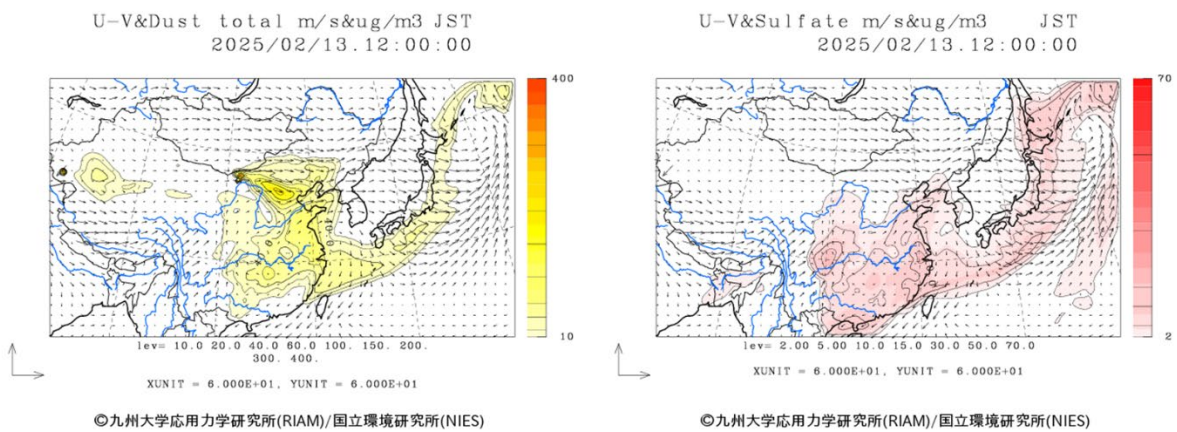 U-V&Dust total m/s&ug/m3 JST
2025/02/13.12:00:00
400
10
lev= 10.0 20.0 40.0 60.0 100. 150. 200.
300. 400.
XUNIT = 6.000E+01, YUNIT = 6.000E+01
©九州大学応用力学研究所(RIAM)/国立環境研究所(NIES)
U-V&Sulfate m/s&ug/m3 JST
2025/02/13.12:00:00
70
2
lev= 2.00 5.00 10.0 15.0 30.0 50.0 70.0
XUNIT = 6.000E+01, YUNIT = 6.000E+01
©九州大学応用力学研究所(RIAM)/国立環境研究所(NIES)